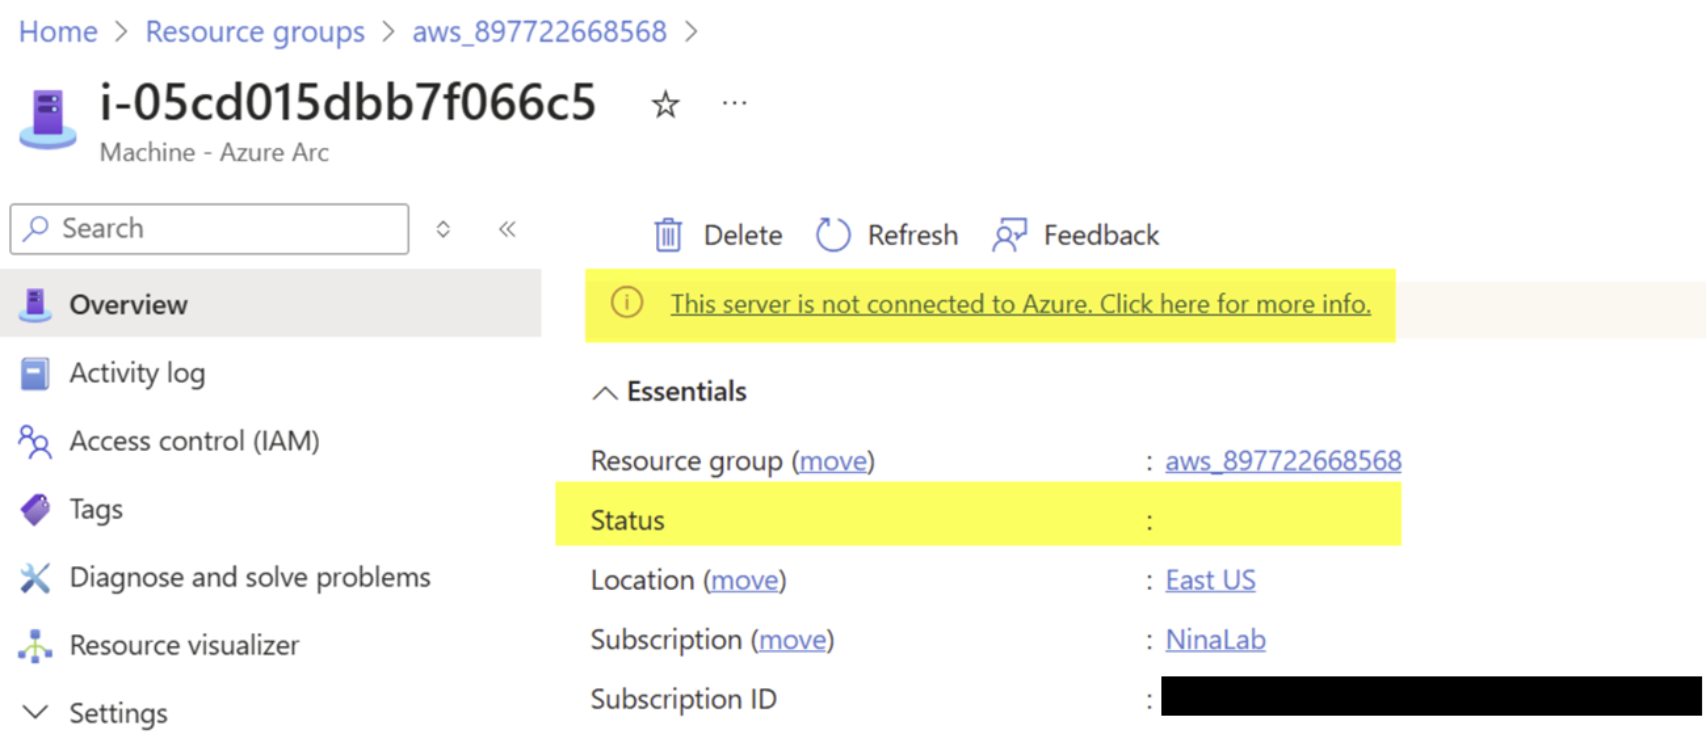 Home > Resource groups > aws_897722668568 >
i-05cd015dbb7f066c5 ☆ ...
Machine - Azure Arc
Search
Delete Refresh Feedback
Overview
This server is not connected to Azure. Click here for more info.
Activity log
Essentials
Access control (IAM)
Resource group (move) : aws_897722668568
Tags
Status :
Diagnose and solve problems
Location (move) : East US
Resource visualizer
Subscription (move) : NinaLab
Settings
Subscription ID :